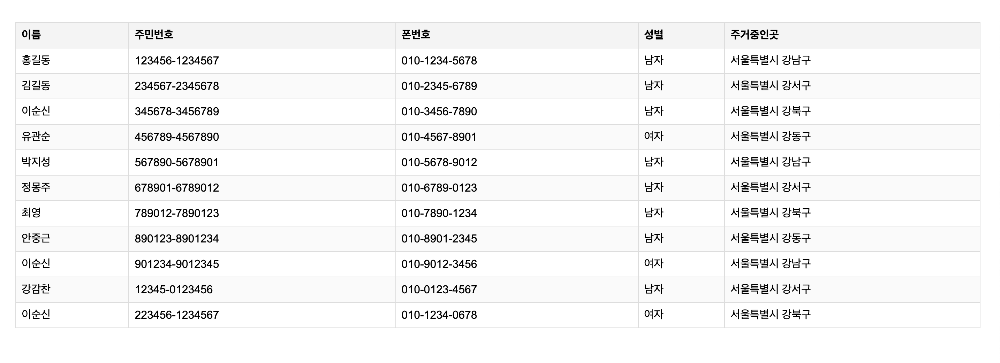 이름 주민번호 폰번호 성별 주거중인곳
홍길동 123456-1234567 010-1234-5678 남자 서울특별시 강남구
김길동 234567-2345678 010-2345-6789 남자 서울특별시 강서구
이순신 345678-3456789 010-3456-7890 남자 서울특별시 강북구
유관순 456789-4567890 010-4567-8901 여자 서울특별시 강동구
박지성 567890-5678901 010-5678-9012 남자 서울특별시 강남구
정몽주 678901-6789012 010-6789-0123 남자 서울특별시 강서구
최영 789012-7890123 010-7890-1234 남자 서울특별시 강북구
안중근 890123-8901234 010-8901-2345 남자 서울특별시 강동구
이순신 901234-9012345 010-9012-3456 여자 서울특별시 강남구
강감찬 12345-0123456 010-0123-4567 남자 서울특별시 강서구
이순신 223456-1234567 010-1234-0678 여자 서울특별시 강북구